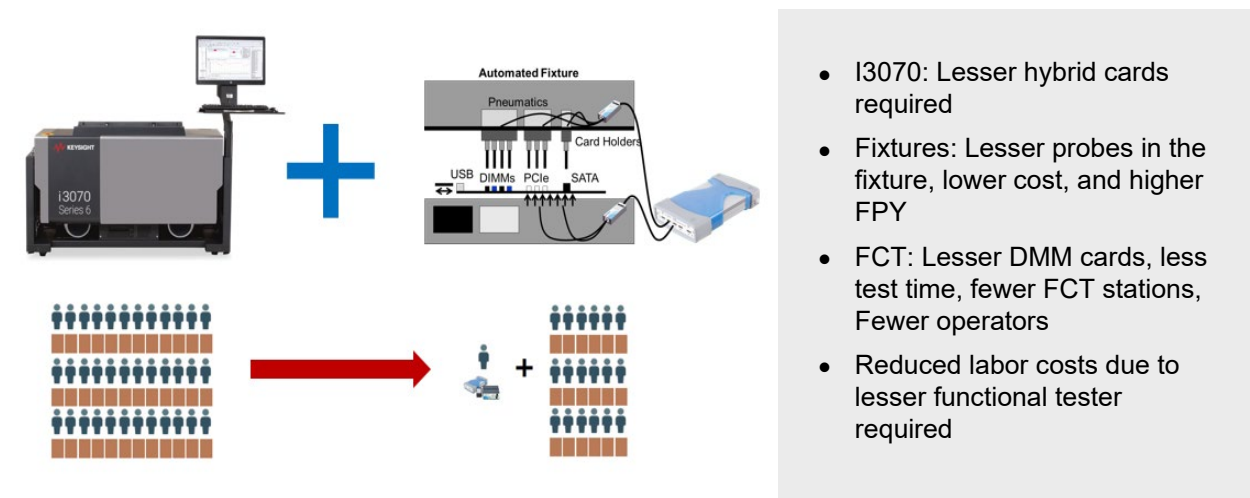 KEYSIGHT
i3070
Series 6
Automated Fixture
Pneumatics
Card Holders
USB DIMMs PCIe SATA
● I3070: Lesser hybrid cards
required
● Fixtures: Lesser probes in the
fixture, lower cost, and higher
FPY
● FCT: Lesser DMM cards, less
test time, fewer FCT stations,
Fewer operators
● Reduced labor costs due to
lesser functional tester
required